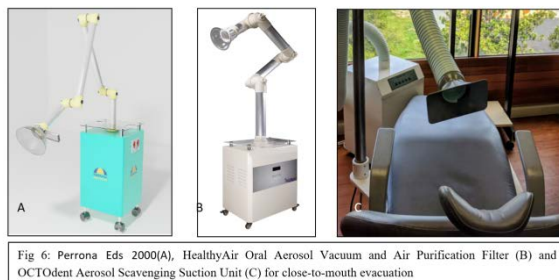 A
B
C
Fig 6: Perrona Eds 2000(A), HealthyAir Oral Aerosol Vacuum and Air Purification Filter (B) and
OCTOdent Aerosol Scavenging Suction Unit (C) for close-to-mouth evacuation